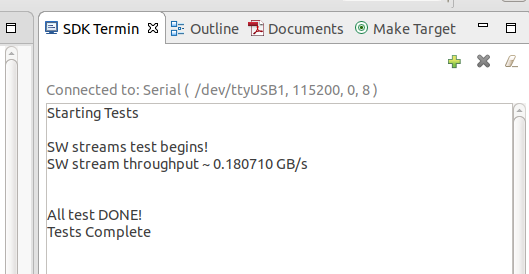 SDK Termin
Outline
Documents
Make Target
Connected to: Serial ( /dev/ttyUSB1, 115200, 0, 8 )
Starting Tests
SW streams test begins!
SW stream throughput ~ 0.180710 GB/s
All test DONE!
Tests Complete